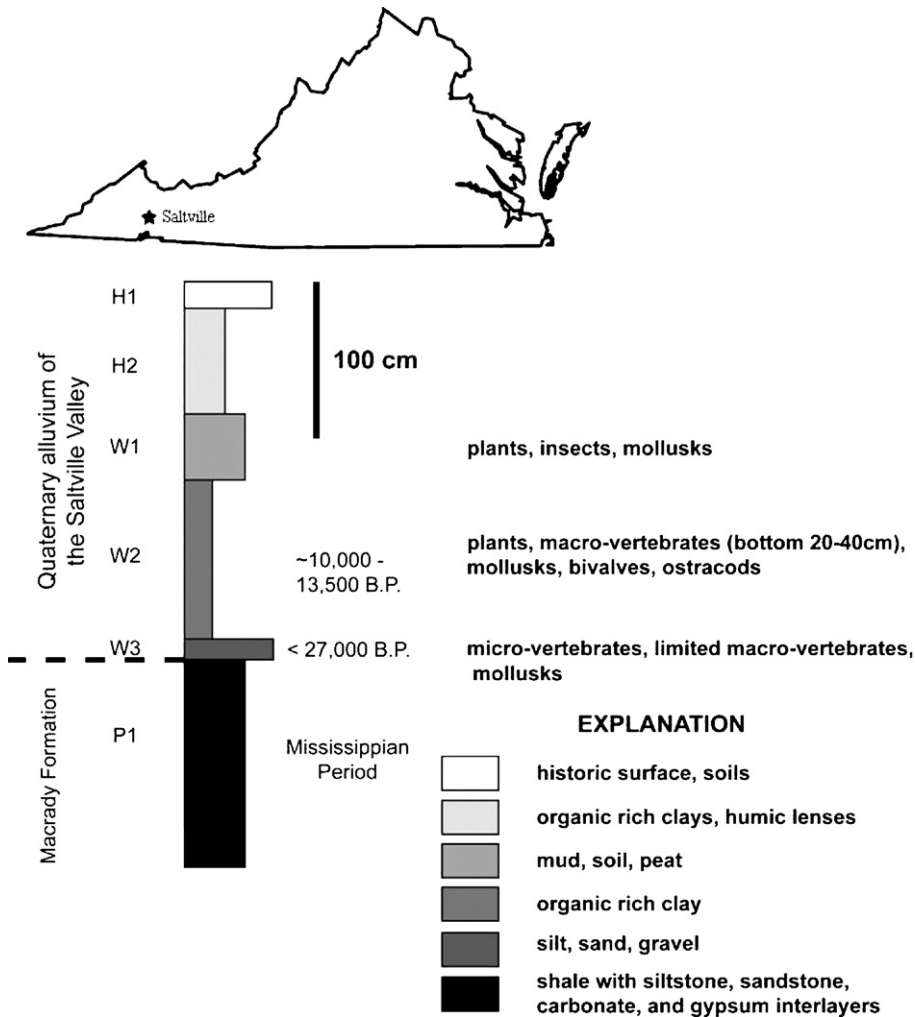 Saltville
H1
H2
100 cm
Quaternary alluvium of
the Saltville Valley
W1
plants, insects, mollusks
W2
~10,000 -
13,500 B.P.
plants, macro-vertebrates (bottom 20-40cm),
mollusks, bivalves, ostracods
W3
< 27,000 B.P.
micro-vertebrates, limited macro-vertebrates,
mollusks
Macrady Formation
P1
Mississippian
Period
EXPLANATION
historic surface, soils
organic rich clays, humic lenses
mud, soil, peat
organic rich clay
silt, sand, gravel
shale with siltstone, sandstone,
carbonate, and gypsum interlayers